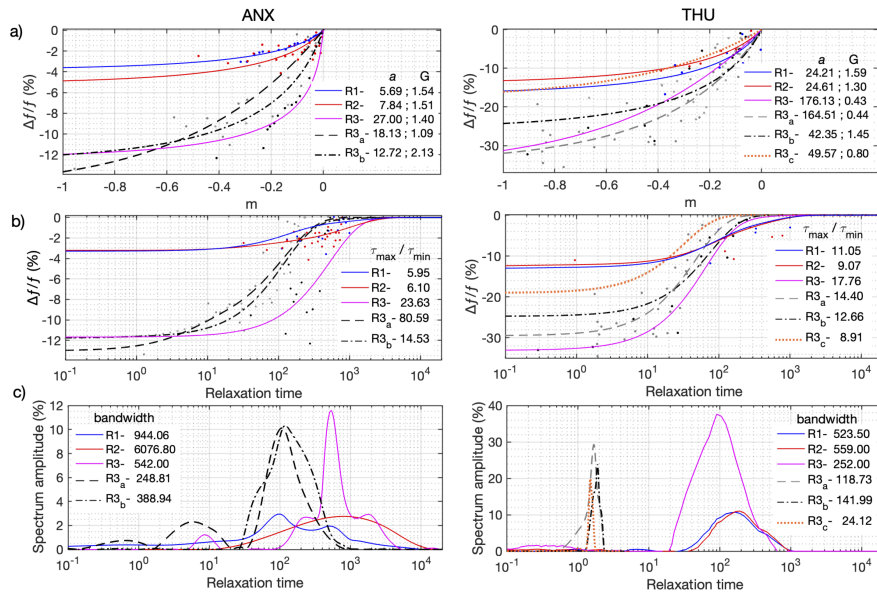 ANX
THU
a)
0
-2
-4
-6
-8
-10
-12
Δf/f (%)
a G
R1- 5.69 ; 1.54
R2- 7.84 ; 1.51
R3- 27.00 ; 1.40
R3a- 18.13 ; 1.09
R3b- 12.72 ; 2.13
-1 -0.8 -0.6 -0.4 -0.2 0
m
0
-10
-20
-30
Δf/f (%)
a G
R1- 24.21 ; 1.59
R2- 24.61 ; 1.30
R3- 176.13 ; 0.43
R3a- 164.51 ; 0.44
R3b- 42.35 ; 1.45
R3c- 49.57 ; 0.80
-1 -0.8 -0.6 -0.4 -0.2 0
m
b)
0
-2
-4
-6
-8
-10
-12
Δf/f (%)
τmax / τmin
R1- 5.95
R2- 6.10
R3- 23.63
R3a- 80.59
R3b- 14.53
10^-1 10^0 10^1 10^2 10^3 10^4
Relaxation time
0
-10
-20
-30
Δf/f (%)
τmax / τmin
R1- 11.05
R2- 9.07
R3- 17.76
R3a- 14.40
R3b- 12.66
R3c- 8.91
10^-1 10^0 10^1 10^2 10^3 10^4
Relaxation time
c)
12
10
8
6
4
2
0
Spectrum amplitude (%)
bandwidth
R1- 944.06
R2- 6076.80
R3- 542.00
R3a- 248.81
R3b- 388.94
10^-1 10^0 10^1 10^2 10^3 10^4
Relaxation time
40
30
20
10
0
Spectrum amplitude (%)
bandwidth
R1- 523.50
R2- 559.00
R3- 252.00
R3a- 118.73
R3b- 141.99
R3c- 24.12
10^-1 10^0 10^1 10^2 10^3 10^4
Relaxation time